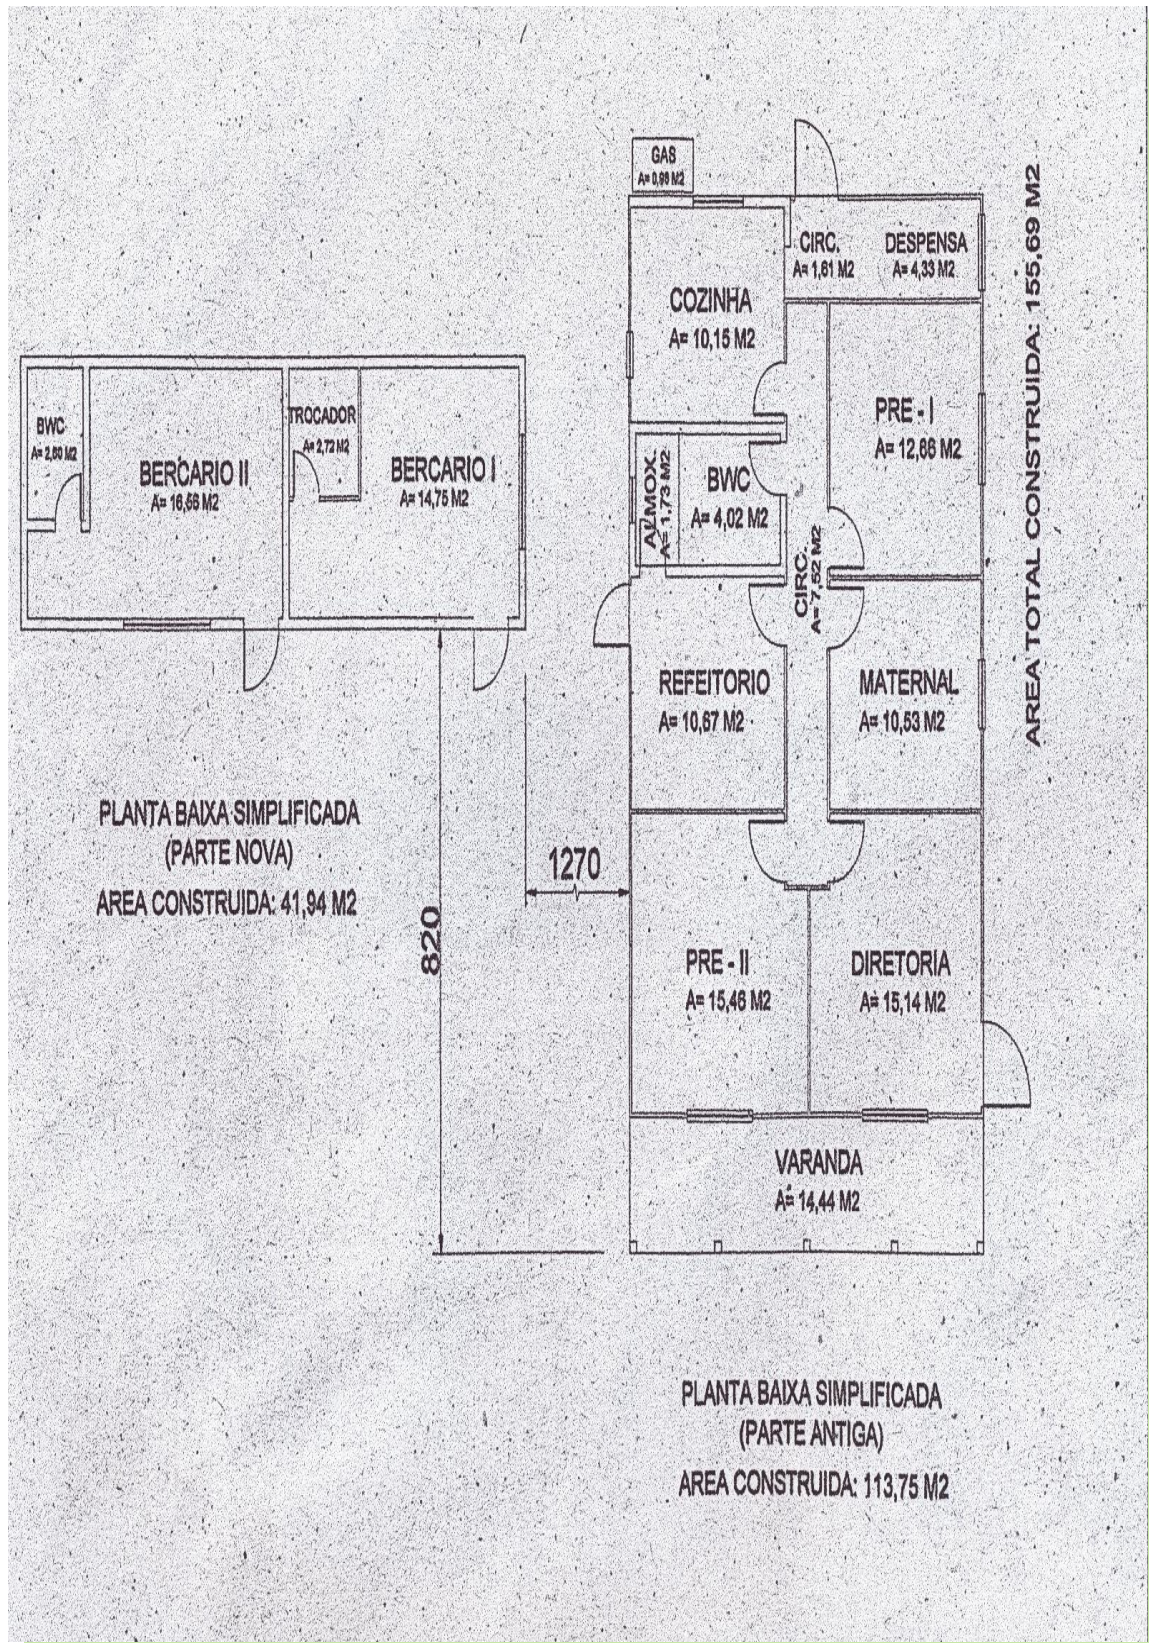 GAS
A= 0,98 M2
CIRC.
A= 1,61 M2
DESPENSA
A= 4,33 M2
COZINHA
A= 10,15 M2
PRE - I
A= 12,86 M2
BWC
A= 2,60 M2
BERCARIO II
A= 16,56 M2
TROCADOR
A= 2,72 M2
BERCARIO I
A= 14,75 M2
ALMOX.
A= 1,73 M2
BWC
A= 4,02 M2
CIRC.
A= 7,52 M2
REFEITORIO
A= 10,67 M2
MATERNAL
A= 10,53 M2
AREA TOTAL CONSTRUIDA: 155,69 M2
PLANTA BAIXA SIMPLIFICADA
(PARTE NOVA)
AREA CONSTRUIDA: 41,94 M2
1270
820
PRE - II
A= 15,46 M2
DIRETORIA
A= 15,14 M2
VARANDA
A= 14,44 M2
PLANTA BAIXA SIMPLIFICADA
(PARTE ANTIGA)
AREA CONSTRUIDA: 113,75 M2